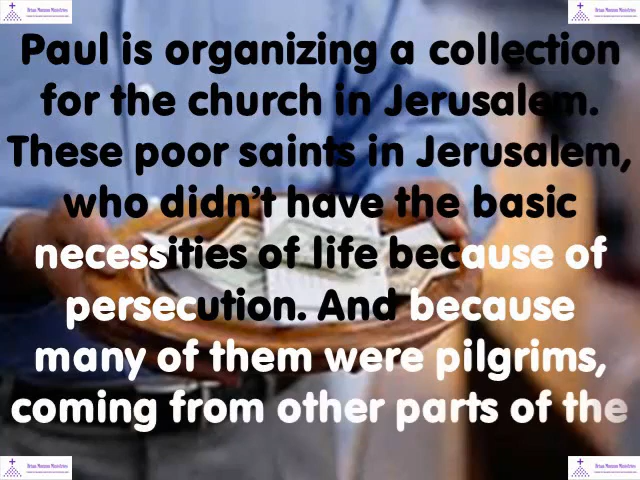 Paul is organizing a collection
for the church in Jerusalem.
These poor saints in Jerusalem,
who didn't have the basic
necessities of life because of
persecution. And because
many of them were pilgrims,
coming from other parts of the